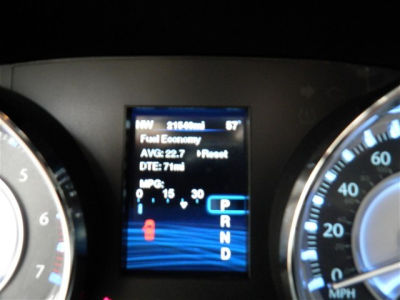 NW 21549mi 57°
Fuel Economy
AVG: 22.7 Reset
DTE: 71mi
MPG:
0 15 30
P
R
N
D
5
6
7
60
40
20
0
MPH